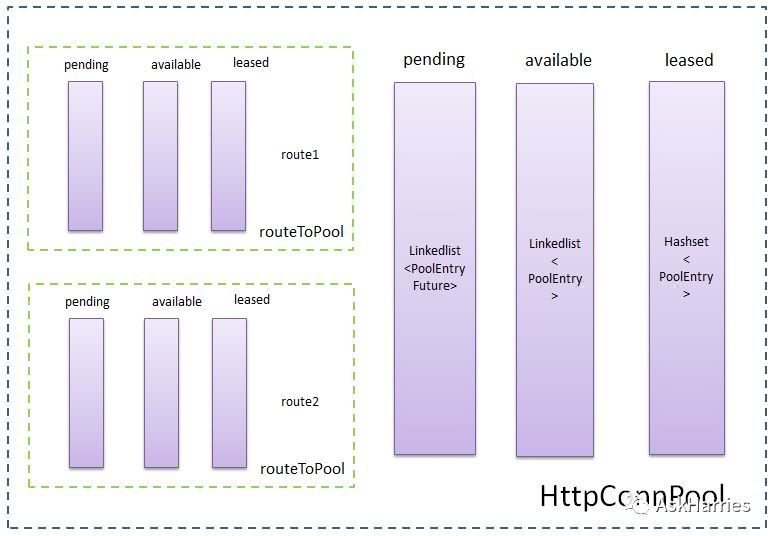 pending available leased
route1
routeToPool
pending available leased
route2
routeToPool
pending available leased
Linkedlist
<PoolEntry
Future>
Linkedlist
<
PoolEntry
>
Hashset
<
PoolEntry
>
HttpConnPool
AskHarries